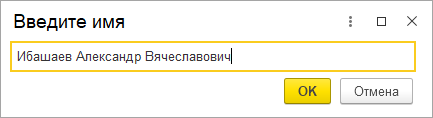 Введите имя
Ибашаев Александр Вячеславович
ОК
Отмена